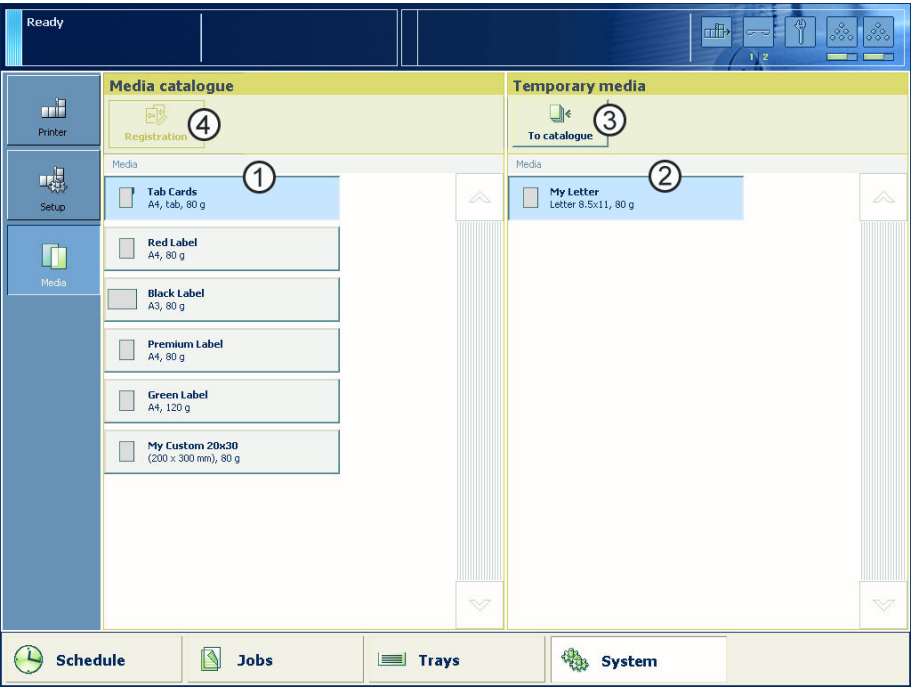 Ready
1 2
Printer
Setup
Media
Media catalogue
4
Registration
Media
1
Tab Cards
A4, tab, 80 g
Red Label
A4, 80 g
Black Label
A3, 80 g
Premium Label
A4, 80 g
Green Label
A4, 120 g
My Custom 20x30
(200 x 300 mm), 80 g
Temporary media
3
To catalogue
Media
2
My Letter
Letter 8.5x11, 80 g
Schedule
Jobs
Trays
System